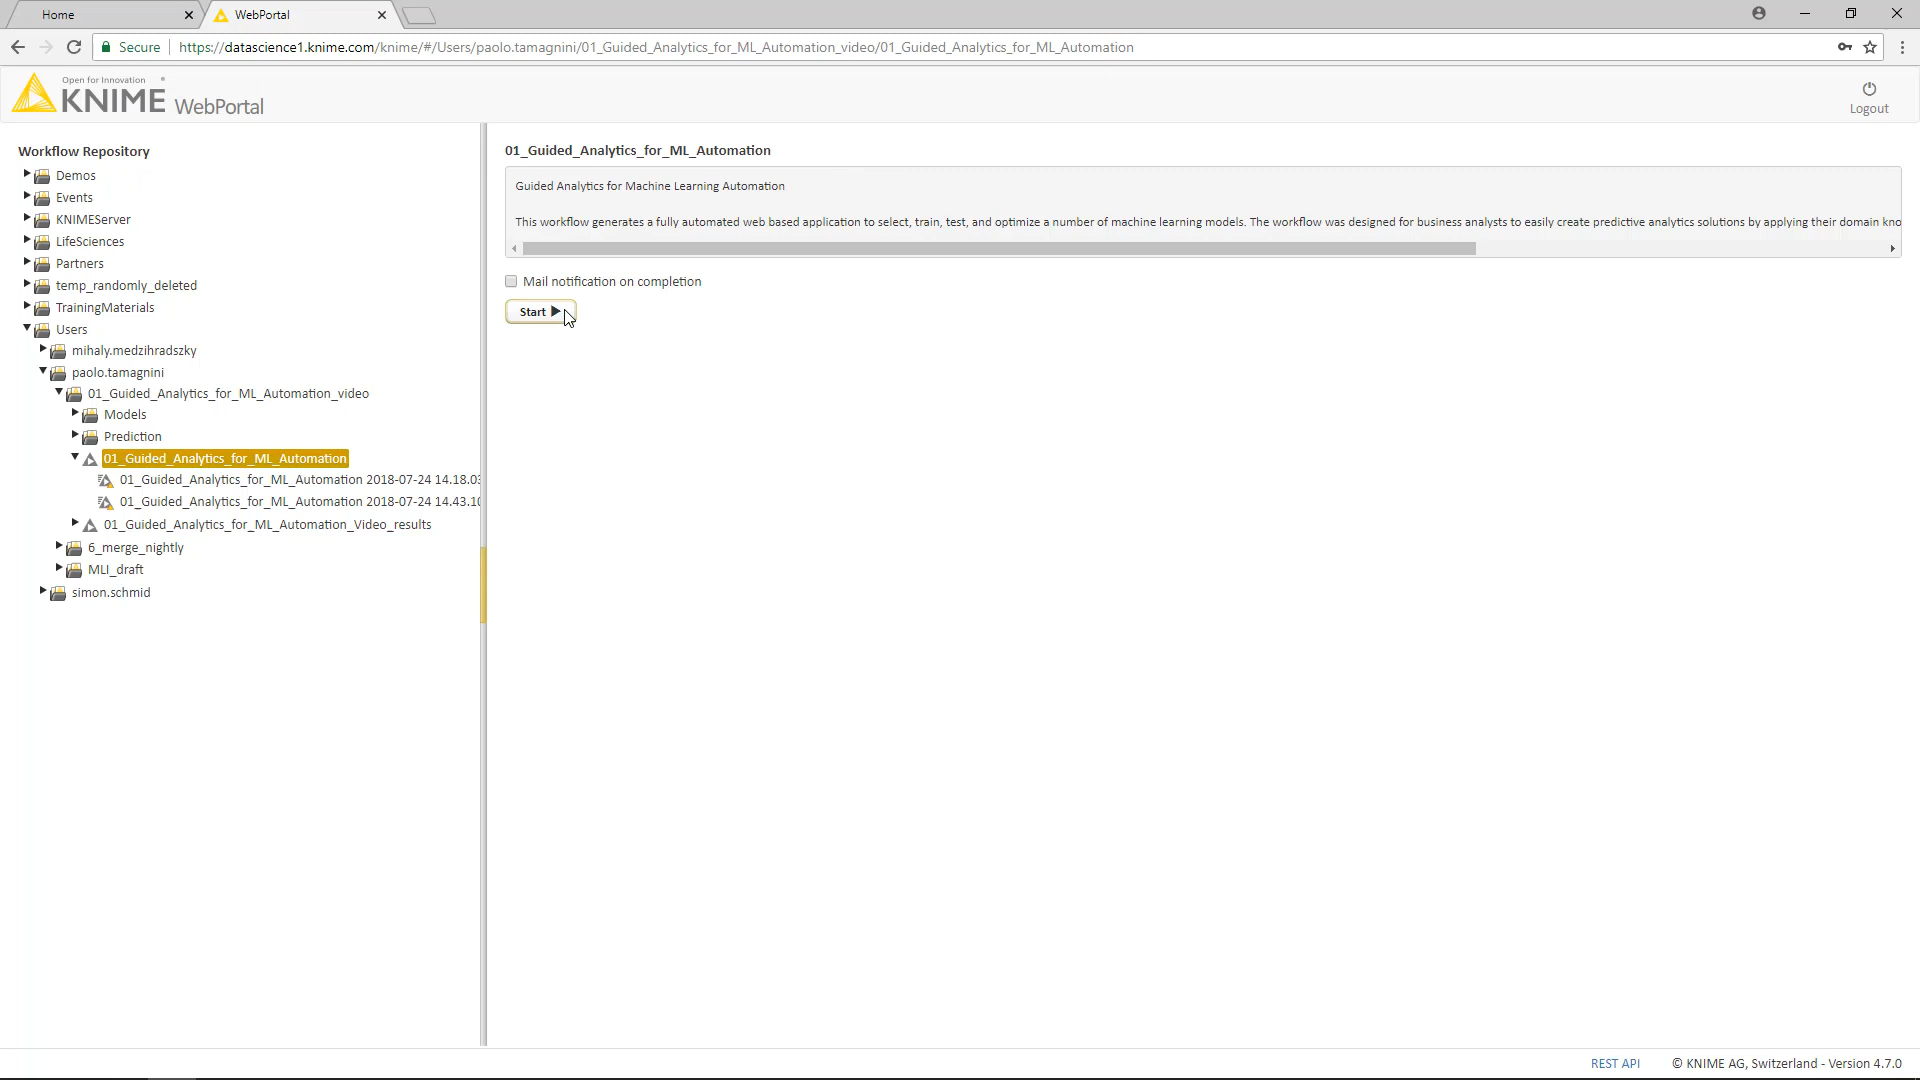 Home
WebPortal
Secure
https://datascience1.knime.com/knime/#/Users/paolo.tamagnini/01_Guided_Analytics_for_ML_Automation_video/01_Guided_Analytics_for_ML_Automation
Open for Innovation
KNIME WebPortal
Logout
Workflow Repository
Demos
Events
KNIMEServer
LifeSciences
Partners
temp_randomly_deleted
TrainingMaterials
Users
mihaly.medzihradszky
paolo.tamagnini
01_Guided_Analytics_for_ML_Automation_video
Models
Prediction
01_Guided_Analytics_for_ML_Automation
01_Guided_Analytics_for_ML_Automation 2018-07-24 14.18.03
01_Guided_Analytics_for_ML_Automation 2018-07-24 14.43.10
01_Guided_Analytics_for_ML_Automation_Video_results
6_merge_nightly
MLI_draft
simon.schmid
01_Guided_Analytics_for_ML_Automation
Guided Analytics for Machine Learning Automation
This workflow generates a fully automated web based application to select, train, test, and optimize a number of machine learning models. The workflow was designed for business analysts to easily create predictive analytics solutions by applying their domain kno
Mail notification on completion
Start
REST API
© KNIME AG, Switzerland - Version 4.7.0